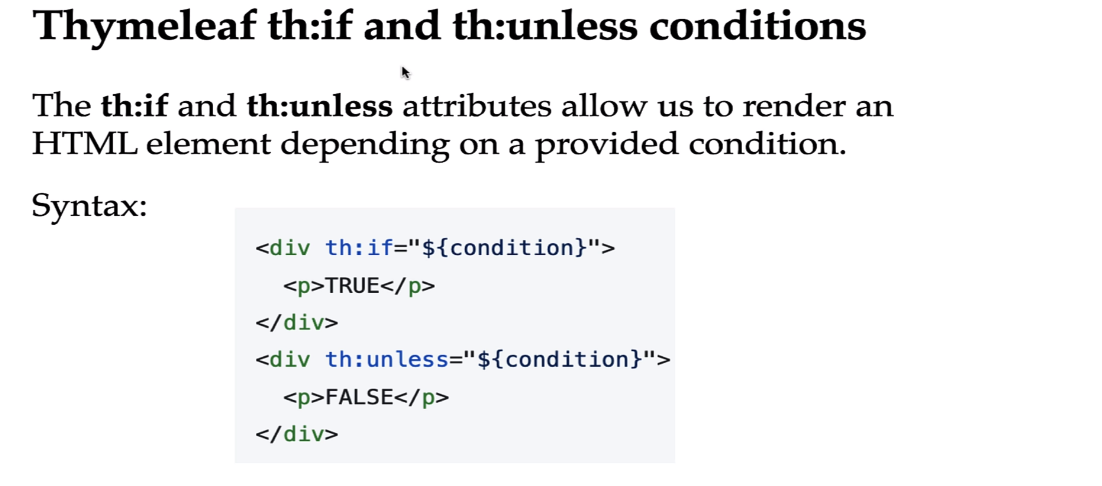 Thymeleaf th:if and th:unless conditions
The th:if and th:unless attributes allow us to render an
HTML element depending on a provided condition.
Syntax:
<div th:if="${condition}">
  <p>TRUE</p>
</div>
<div th:unless="${condition}">
  <p>FALSE</p>
</div>